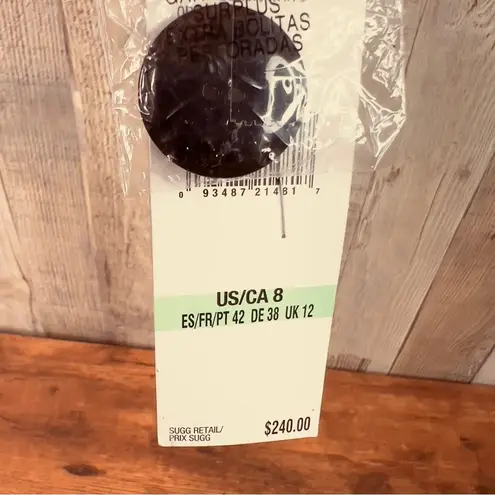 O SURPLUS
EXTRA BOLITAS
PERFORADAS
0 93487 21481 7
US/CA 8
ES/FR/PT 42 DE 38 UK 12
SUGG RETAIL/
PRIX SUGG
$240.00